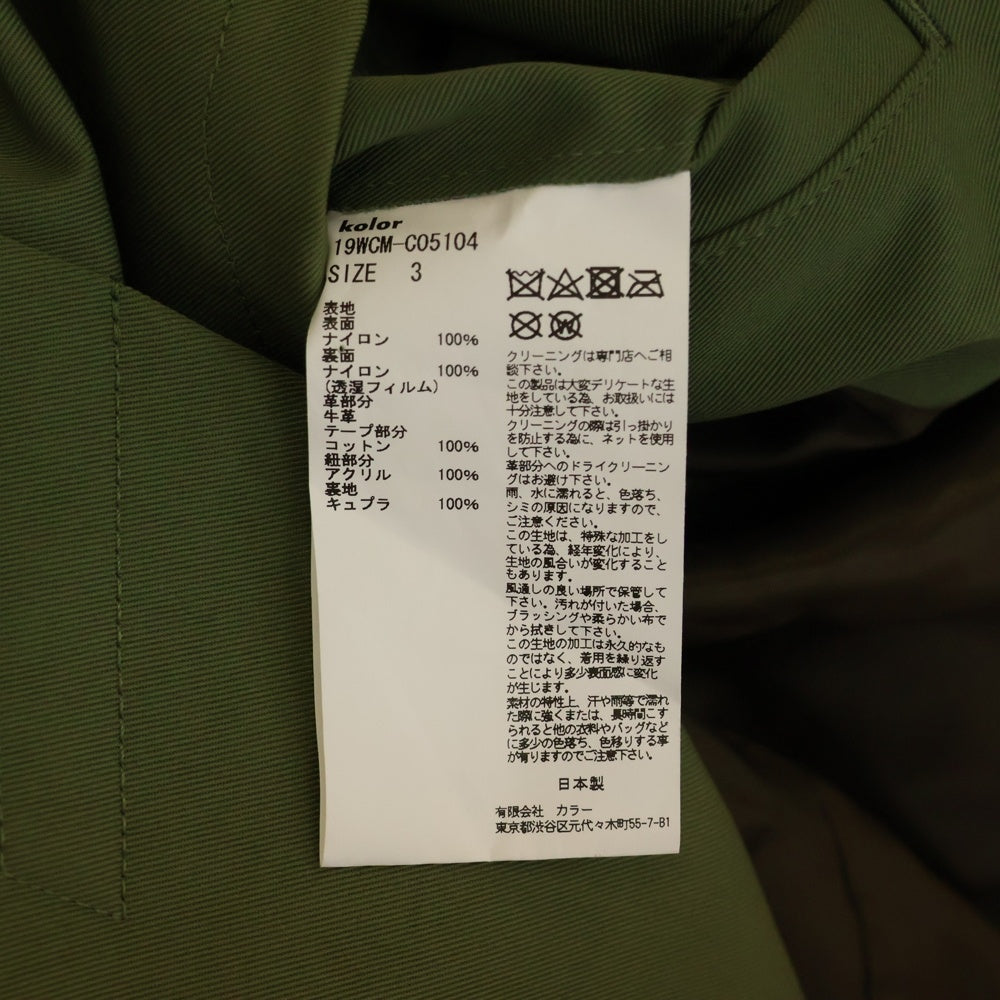 kolor
19WCM-C05104
SIZE 3
表地
表面
ナイロン 100%
裏面
ナイロン 100%
(透湿フィルム)
革部分
牛革
テープ部分
コットン 100%
紐部分
アクリル 100%
裏地
キュプラ 100%
W
クリーニングは専門店へご相
談下さい。
この製品は大変デリケートな生
地をしている為、お取扱いには
十分注意して下さい。
クリーニングの際は引っ掛かり
を防止する為に、ネットを使用
して下さい。
革部分へのドライクリーニン
グはお避け下さい。
雨、水に濡れると、色落ち、
シミの原因になりますので、
ご注意ください。
この生地は、特殊な加工をし
ている為、経年変化により、
生地の風合いが変化すること
もあります。
風通しの良い場所で保管して
下さい。汚れが付いた場合、
ブラッシングや柔らかい布で
から拭きして下さい。
この生地の加工は永久的なも
のではなく、着用を繰り返す
ことにより多少表面感に変化
が生じます。
素材の特性上、汗や雨等で濡れ
た際に強くまたは、長時間こす
られると他の衣料やバッグなど
に多少の色落ち、色移りする事
が有りますのでご注意下さい。
日本製
有限会社 カラー
東京都渋谷区元代々木町55-7-B1